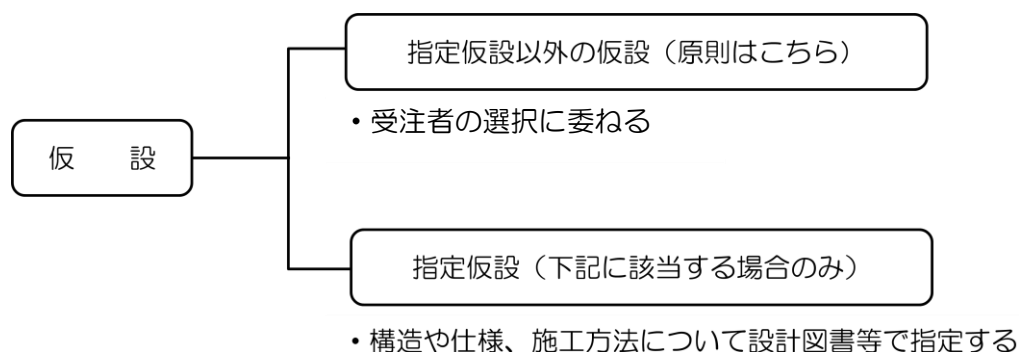 指定仮設以外の仮設（原則はこちら）
・受注者の選択に委ねる
仮　　設
指定仮設（下記に該当する場合のみ）
・構造や仕様、施工方法について設計図書等で指定する